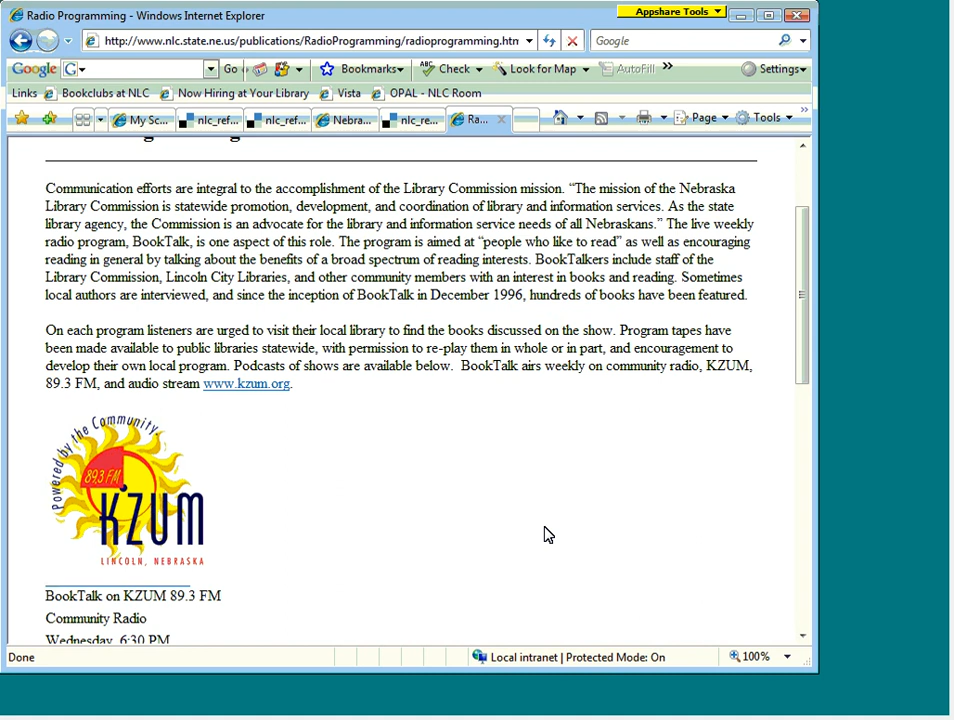 Radio Programming - Windows Internet Explorer
Appshare Tools
http://www.nlc.state.ne.us/publications/RadioProgramming/radioprogramming.htm
Google
Google
G
Go
Bookmarks
Check
Look for Map
AutoFill
»
Settings
Links
Bookclubs at NLC
Now Hiring at Your Library
Vista
OPAL - NLC Room
My Sc...
nlc_ref...
nlc_ref...
Nebra...
nlc_re...
Ra...
Page
Tools
»
Communication efforts are integral to the accomplishment of the Library Commission mission. “The mission of the Nebraska
Library Commission is statewide promotion, development, and coordination of library and information services. As the state
library agency, the Commission is an advocate for the library and information service needs of all Nebraskans.” The live weekly
radio program, BookTalk, is one aspect of this role. The program is aimed at “people who like to read” as well as encouraging
reading in general by talking about the benefits of a broad spectrum of reading interests. BookTalkers include staff of the
Library Commission, Lincoln City Libraries, and other community members with an interest in books and reading. Sometimes
local authors are interviewed, and since the inception of BookTalk in December 1996, hundreds of books have been featured.
On each program listeners are urged to visit their local library to find the books discussed on the show. Program tapes have
been made available to public libraries statewide, with permission to re-play them in whole or in part, and encouragement to
develop their own local program. Podcasts of shows are available below. BookTalk airs weekly on community radio, KZUM,
89.3 FM, and audio stream www.kzum.org.
Powered by the Community.
89.3 FM
KZUM
LINCOLN, NEBRASKA
BookTalk on KZUM 89.3 FM
Community Radio
Wednesday, 6:30 PM
Done
Local intranet | Protected Mode: On
100%